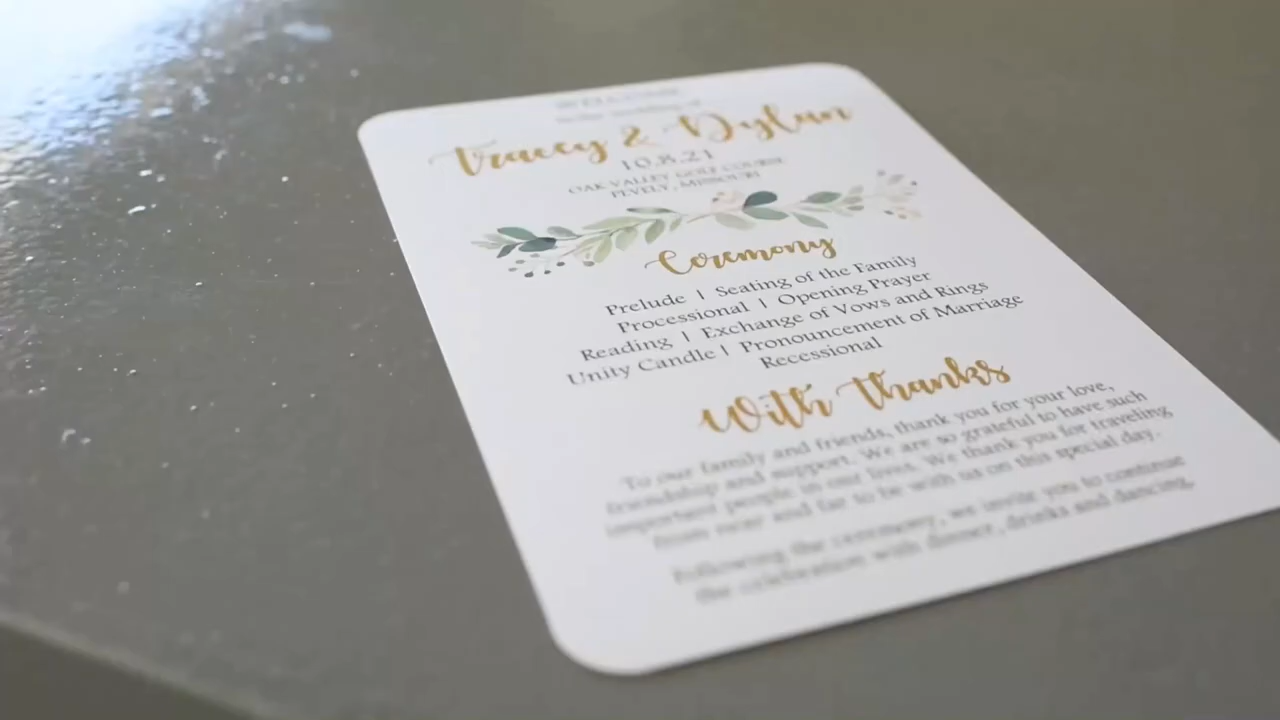 to the wedding of
Tracey & Dylan
10.8.21
OAK VALLEY GOLF COURSE
PEVELY, MISSOURI
Ceremony
Prelude | Seating of the Family
Processional | Opening Prayer
Reading | Exchange of Vows and Rings
Unity Candle | Pronouncement of Marriage
Recessional
With Thanks
To our family and friends, thank you for your love,
friendship and support. We are so grateful to have such
important people in our lives. We thank you for traveling
from near and far to be with us on this special day.
Following the ceremony, we invite you to continue
the celebration with dinner, drinks and dancing.